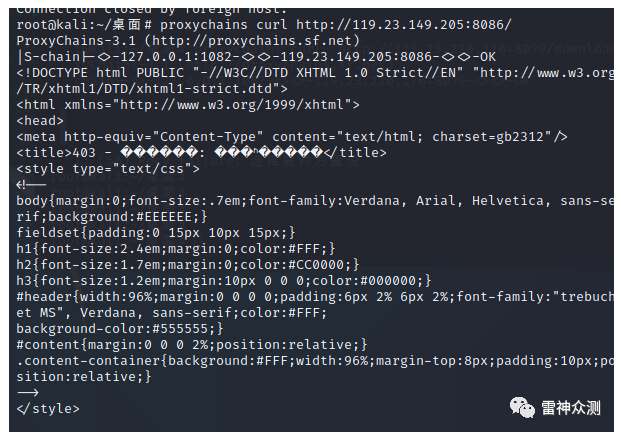 Connection closed by foreign host.
root@kali:~/桌面# proxychains curl http://119.23.149.205:8086/
ProxyChains-3.1 (http://proxychains.sf.net)
|S-chain|-<>-127.0.0.1:1082-<><>-119.23.149.205:8086-<><>-OK
<!DOCTYPE html PUBLIC "-//W3C//DTD XHTML 1.0 Strict//EN" "http://www.w3.org
/TR/xhtml1/DTD/xhtml1-strict.dtd">
<html xmlns="http://www.w3.org/1999/xhtml">
<head>
<meta http-equiv="Content-Type" content="text/html; charset=gb2312"/>
<title>403 - ������: ���ʱ�����</title>
<style type="text/css">
<!--
body{margin:0;font-size:.7em;font-family:Verdana, Arial, Helvetica, sans-se
rif;background:#EEEEEE;}
fieldset{padding:0 15px 10px 15px;}
h1{font-size:2.4em;margin:0;color:#FFF;}
h2{font-size:1.7em;margin:0;color:#CC0000;}
h3{font-size:1.2em;margin:10px 0 0 0;color:#000000;}
#header{width:96%;margin:0 0 0 0;padding:6px 2% 6px 2%;font-family:"trebuch
et MS", Verdana, sans-serif;color:#FFF;
background-color:#555555;}
#content{margin:0 0 0 2%;position:relative;}
.content-container{background:#FFF;width:96%;margin-top:8px;padding:10px;po
sition:relative;}
-->
</style>
雷神众测